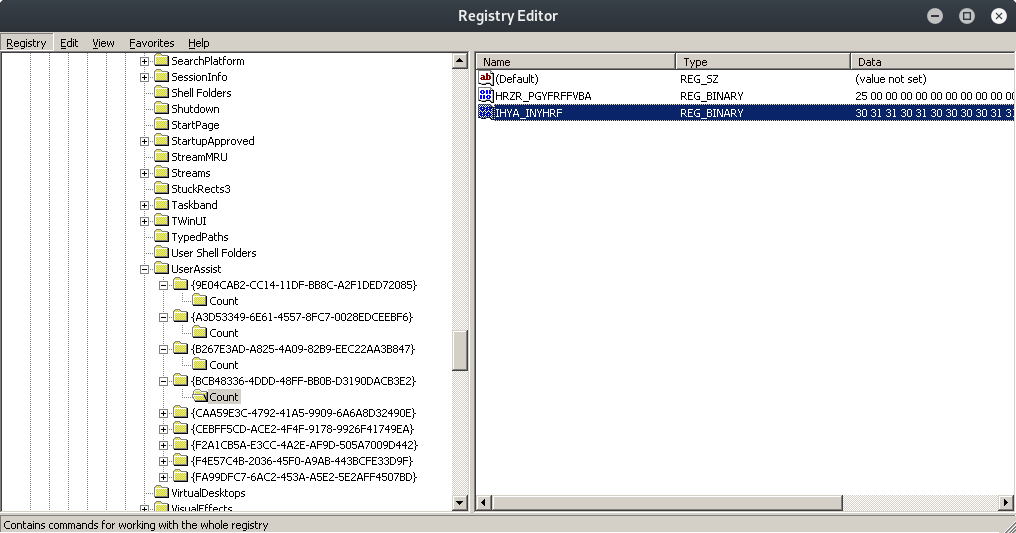 Registry Editor
Registry Edit View Favorites Help
SearchPlatform
SessionInfo
Shell Folders
Shutdown
StartPage
StartupApproved
StreamMRU
Streams
StuckRects3
Taskband
TWinUI
TypedPaths
User Shell Folders
UserAssist
{9E04CAB2-CC14-11DF-BB8C-A2F1DED72085}
Count
{A3D53349-6E61-4557-8FC7-0028EDCEEBF6}
Count
{B267E3AD-A825-4A09-82B9-EEC22AA3B847}
Count
{BCB48336-4DDD-48FF-BB0B-D3190DACB3E2}
Count
{CAA59E3C-4792-41A5-9909-6A6A8D32490E}
{CEBFF5CD-ACE2-4F4F-9178-9926F41749EA}
{F2A1CB5A-E3CC-4A2E-AF9D-505A7009D442}
{F4E57C4B-2036-45F0-A9AB-443BCFE33D9F}
{FA99DFC7-6AC2-453A-A5E2-5E2AFF4507BD}
VirtualDesktops
VisualEffects
Name Type Data
(Default) REG_SZ (value not set)
HRZR_PGYFRFFVBA REG_BINARY 25 00 00 00 00 00 00 00 00 00 00
IHYA_INYHRF REG_BINARY 30 31 31 30 31 30 30 30 30 31 31
Contains commands for working with the whole registry